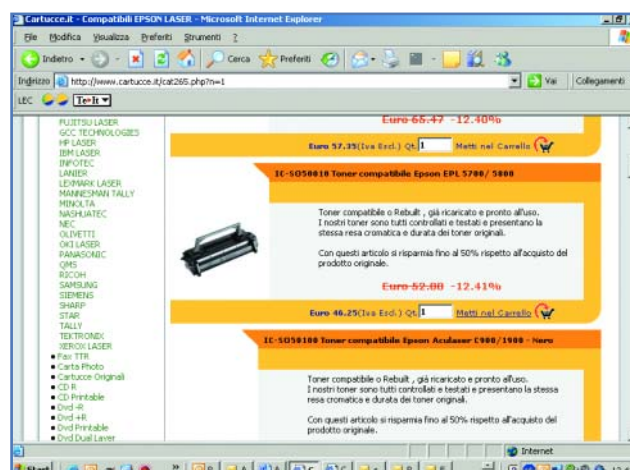 Cartucce.it - Compatibili EPSON LASER - Microsoft Internet Explorer
File Modifica Visualizza Preferiti Strumenti ?
Indietro Cerca Preferiti
Indirizzo http://www.cartucce.it/cat265.php?n=1 Vai Collegamenti
LEC
FUJITSU LASER
GCC TECHNOLOGIES
HP LASER
IBM LASER
INFOTEC
LANIER
LEXMARK LASER
MANNESMAN TALLY
MINOLTA
NASHUATEC
NEC
OLIVETTI
OKI LASER
PANASONIC
QMS
RICOH
SAMSUNG
SIEMENS
SHARP
STAR
TALLY
TEKTRONIX
XEROX LASER
Fax TTR
Carta Photo
Cartucce Originali
CD R
CD Printable
Dvd -R
Dvd +R
Dvd Printable
Dvd Dual Layer
Euro 65.47 -12.40%
Euro 57.35(Iva Escl.) Qt. 1 Metti nel Carrello
IC-SO50010 Toner compatibile Epson EPL 5700/ 5800
Toner compatibile o Rebuilt , già ricaricato e pronto all'uso.
I nostri toner sono tutti controllati e testati e presentano la
stessa resa cromatica e durata dei toner originali.
Con questi articolo si risparmia fino al 50% rispetto all'acquisto del
prodotto originale.
Euro 52.80 -12.41%
Euro 46.25(Iva Escl.) Qt. 1 Metti nel Carrello
IC-SO50100 Toner compatibile Epson Aculaser C900/1900 - Nero
Toner compatibile o Rebuilt , già ricaricato e pronto all'uso.
I nostri toner sono tutti controllati e testati e presentano la stessa
resa cromatica e durata dei toner originali.
Con questi articolo si risparmia fino al 50% rispetto all'acquisto del
prodotto originale.
Internet